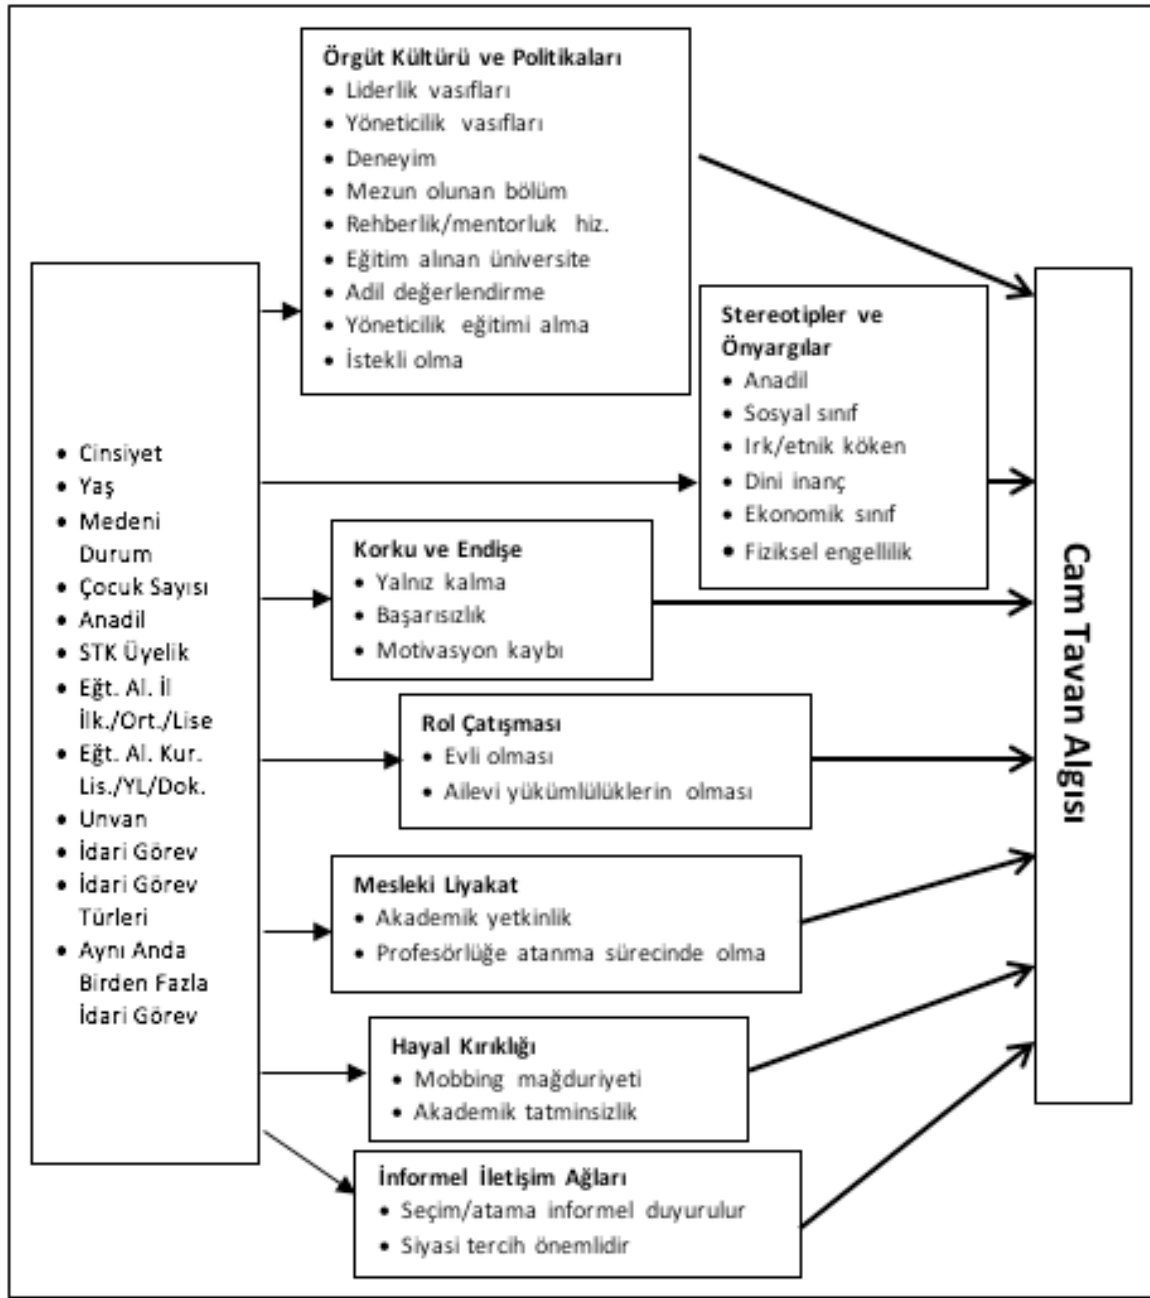 Örgüt Kültürü ve Politikaları
• Liderlik vasıfları
• Yöneticilik vasıfları
• Deneyim
• Mezun olunan bölüm
• Rehberlik/mentorluk hiz.
• Eğitim alınan üniversite
• Adil değerlendirme
• Yöneticilik eğitimi alma
• İstekli olma
• Cinsiyet
• Yaş
• Medeni
Durum
• Çocuk Sayısı
• Anadil
• STK Üyelik
• Eğt. Al. İl
İlk./Ort./Lise
• Eğt. Al. Kur.
Lis./YL/Dok.
• Unvan
• İdari Görev
• İdari Görev
Türleri
• Aynı Anda
Birden Fazla
İdari Görev
Stereotipler ve
Önyargılar
• Anadil
• Sosyal sınıf
• Irk/etnik köken
• Dini inanç
• Ekonomik sınıf
• Fiziksel engellilik
Korku ve Endişe
• Yalnız kalma
• Başarısızlık
• Motivasyon kaybı
Rol Çatışması
• Evli olması
• Ailevi yükümlülüklerin olması
Mesleki Liyakat
• Akademik yetkinlik
• Profesörlüğe atanma sürecinde olma
Hayal Kırıklığı
• Mobbing mağduriyeti
• Akademik tatminsizlik
İnformel İletişim Ağları
• Seçim/atama informel duyurulur
• Siyasi tercih önemlidir
Cam Tavan Algısı